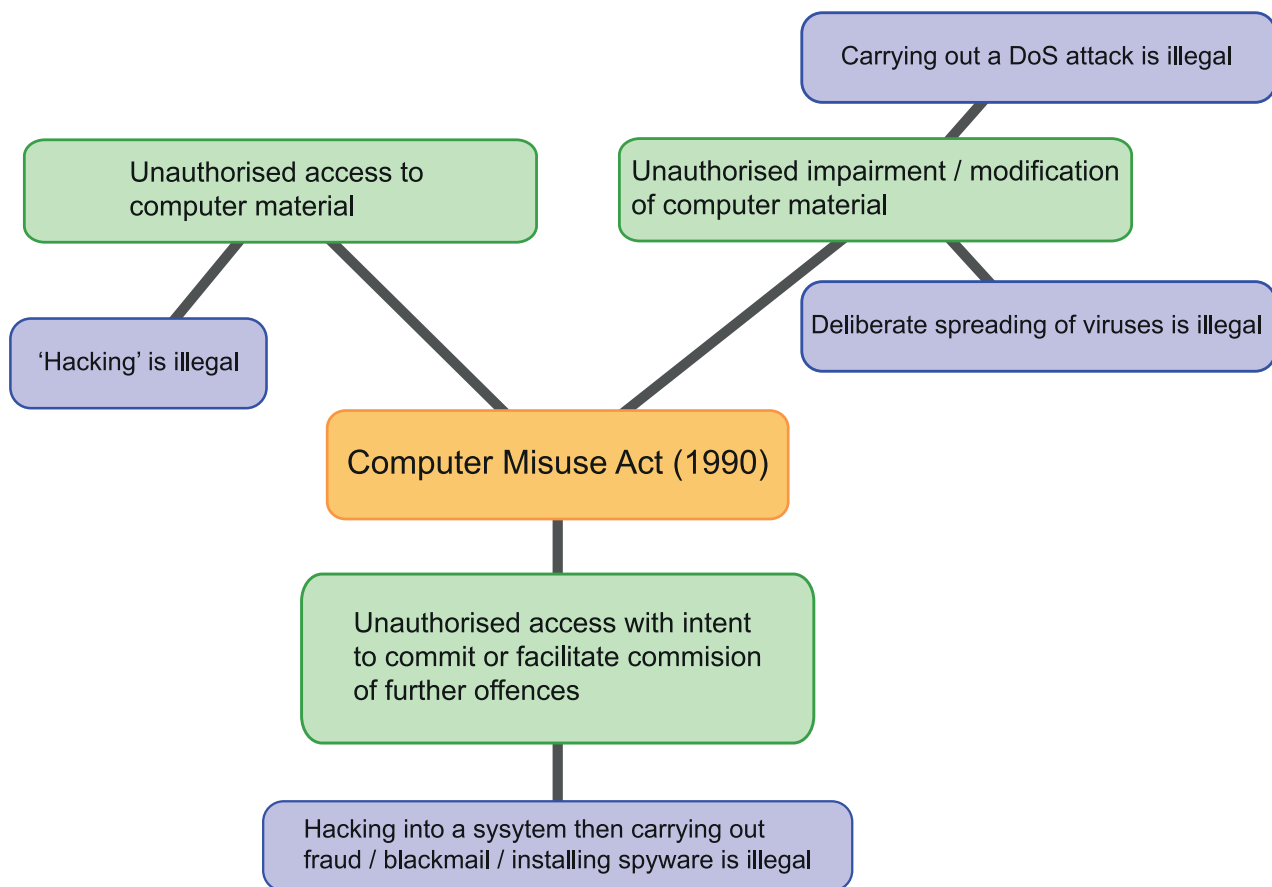 Carrying out a DoS attack is illegal
Unauthorised access to
computer material
Unauthorised impairment / modification
of computer material
'Hacking' is illegal
Deliberate spreading of viruses is illegal
Computer Misuse Act (1990)
Unauthorised access with intent
to commit or facilitate commision
of further offences
Hacking into a sysytem then carrying out
fraud / blackmail / installing spyware is illegal